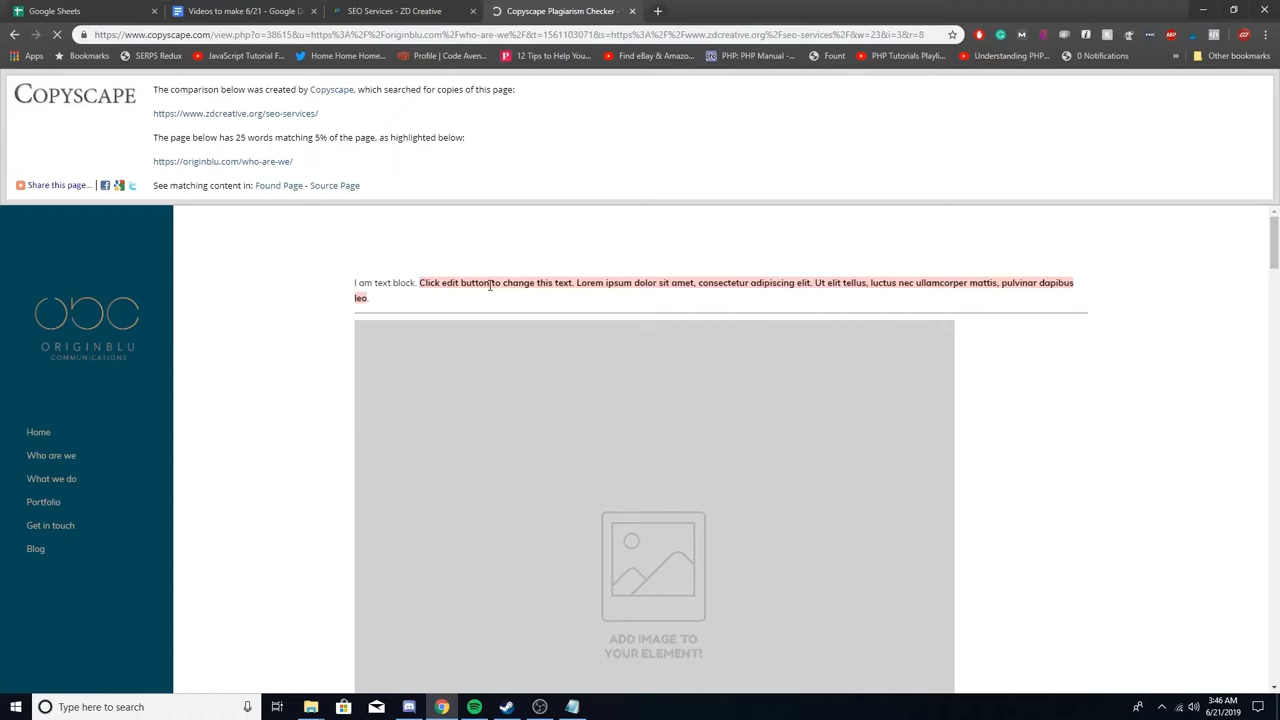 Google Sheets
Videos to make 6/21 - Google D
SEO Services - ZD Creative
Copyscape Plagiarism Checker -
https://www.copyscape.com/view.php?o=38615&u=https%3A%2F%2Foriginblu.com%2Fwho-are-we%2F&t=1561103071&s=https%3A%2F%2Fwww.zdcreative.org%2Fseo-services%2F&w=23&i=3&r=8
Apps
Bookmarks
SERPS Redux
JavaScript Tutorial F...
Home Home Home...
Profile | Code Aven...
12 Tips to Help You...
Find eBay & Amazo...
PHP: PHP Manual -...
Fount
PHP Tutorials Playli...
Understanding PH...
0 Notifications
»
Other bookmarks
COPYSCAPE
The comparison below was created by Copyscape, which searched for copies of this page:
https://www.zdcreative.org/seo-services/
The page below has 25 words matching 5% of the page, as highlighted below:
https://originblu.com/who-are-we/
Share this page...
See matching content in: Found Page - Source Page
ORIGINBLU
COMMUNICATIONS
Home
Who are we
What we do
Portfolio
Get in touch
Blog
I am text block. Click edit button to change this text. Lorem ipsum dolor sit amet, consectetur adipiscing elit. Ut elit tellus, luctus nec ullamcorper mattis, pulvinar dapibus
leo.
ADD IMAGE TO
YOUR ELEMENT!
Type here to search
3:46 AM
6/21/2019